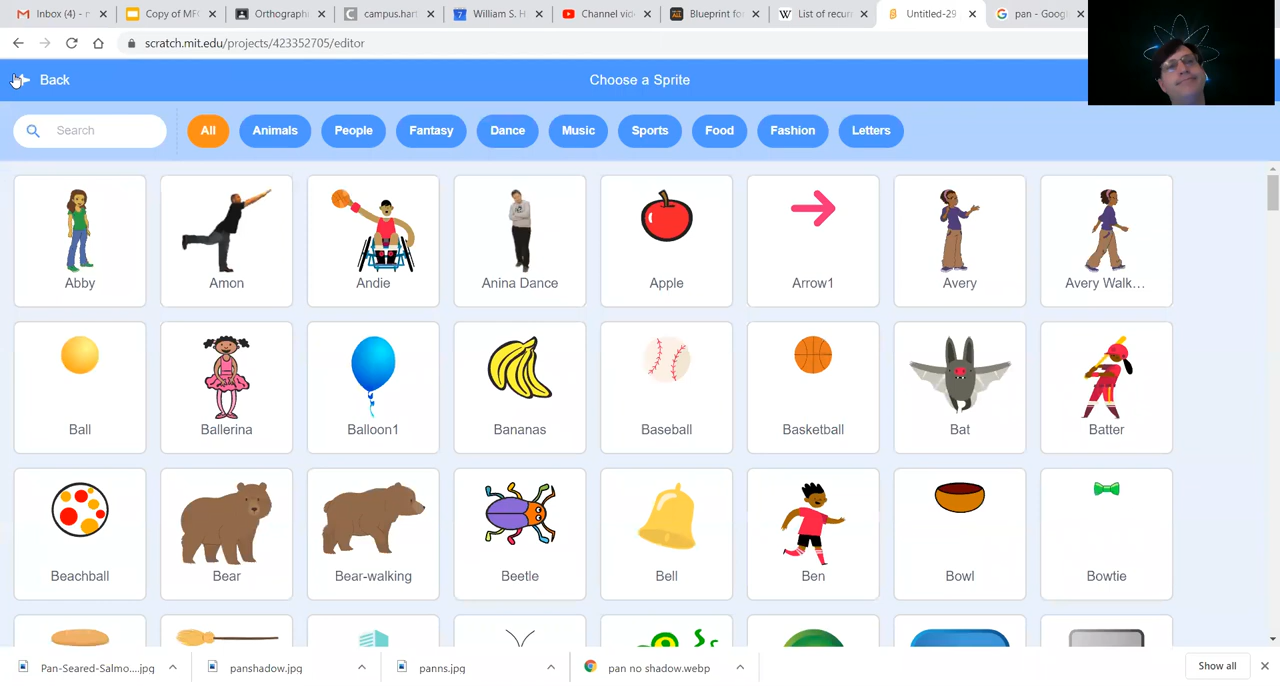 Inbox (4) - n
Copy of MFC
Orthograph
campus.hart
William S. H
Channel vide
Blueprint fo
List of recur
Untitled-29
pan - Googl
scratch.mit.edu/projects/423352705/editor
Back
Choose a Sprite
Search
All
Animals
People
Fantasy
Dance
Music
Sports
Food
Fashion
Letters
Abby
Amon
Andie
Anina Dance
Apple
Arrow1
Avery
Avery Walk...
Ball
Ballerina
Balloon1
Bananas
Baseball
Basketball
Bat
Batter
Beachball
Bear
Bear-walking
Beetle
Bell
Ben
Bowl
Bowtie
Pan-Seared-Salmo....jpg
panshadow.jpg
panns.jpg
pan no shadow.webp
Show all